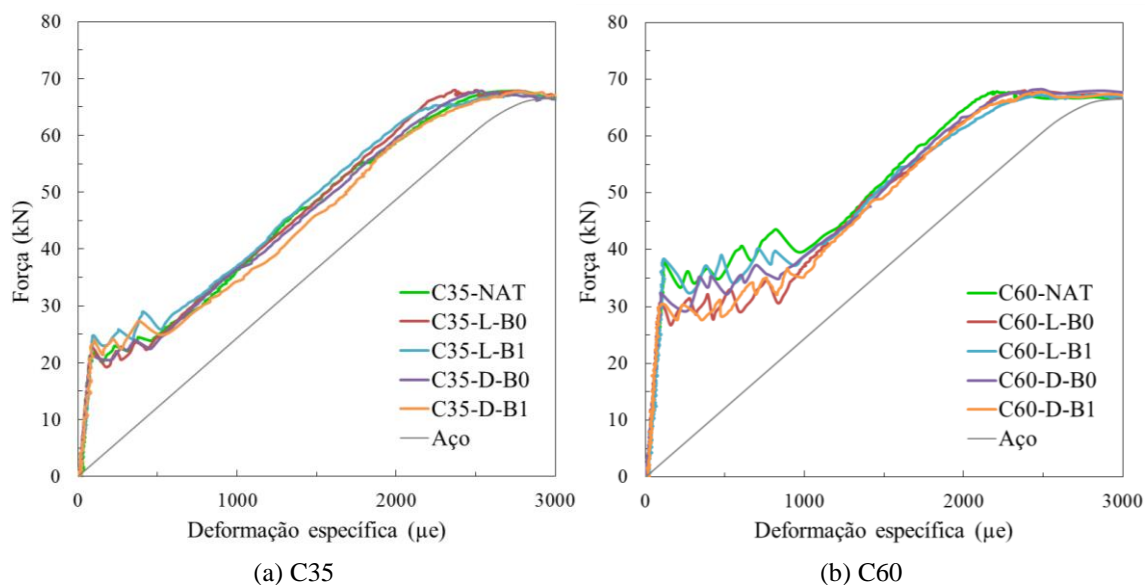 80
70
60
50
40
30
20
10
0
Força (kN)
0 1000 2000 3000
Deformação específica (µe)
C35-NAT
C35-L-B0
C35-L-B1
C35-D-B0
C35-D-B1
Aço
(a) C35
80
70
60
50
40
30
20
10
0
Força (kN)
0 1000 2000 3000
Deformação específica (µe)
C60-NAT
C60-L-B0
C60-L-B1
C60-D-B0
C60-D-B1
Aço
(b) C60